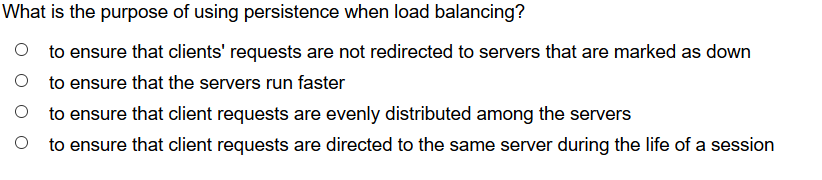 What is the purpose of using persistence when load balancing?
to ensure that clients' requests are not redirected to servers that are marked as down
to ensure that the servers run faster
to ensure that client requests are evenly distributed among the servers
to ensure that client requests are directed to the same server during the life of a session